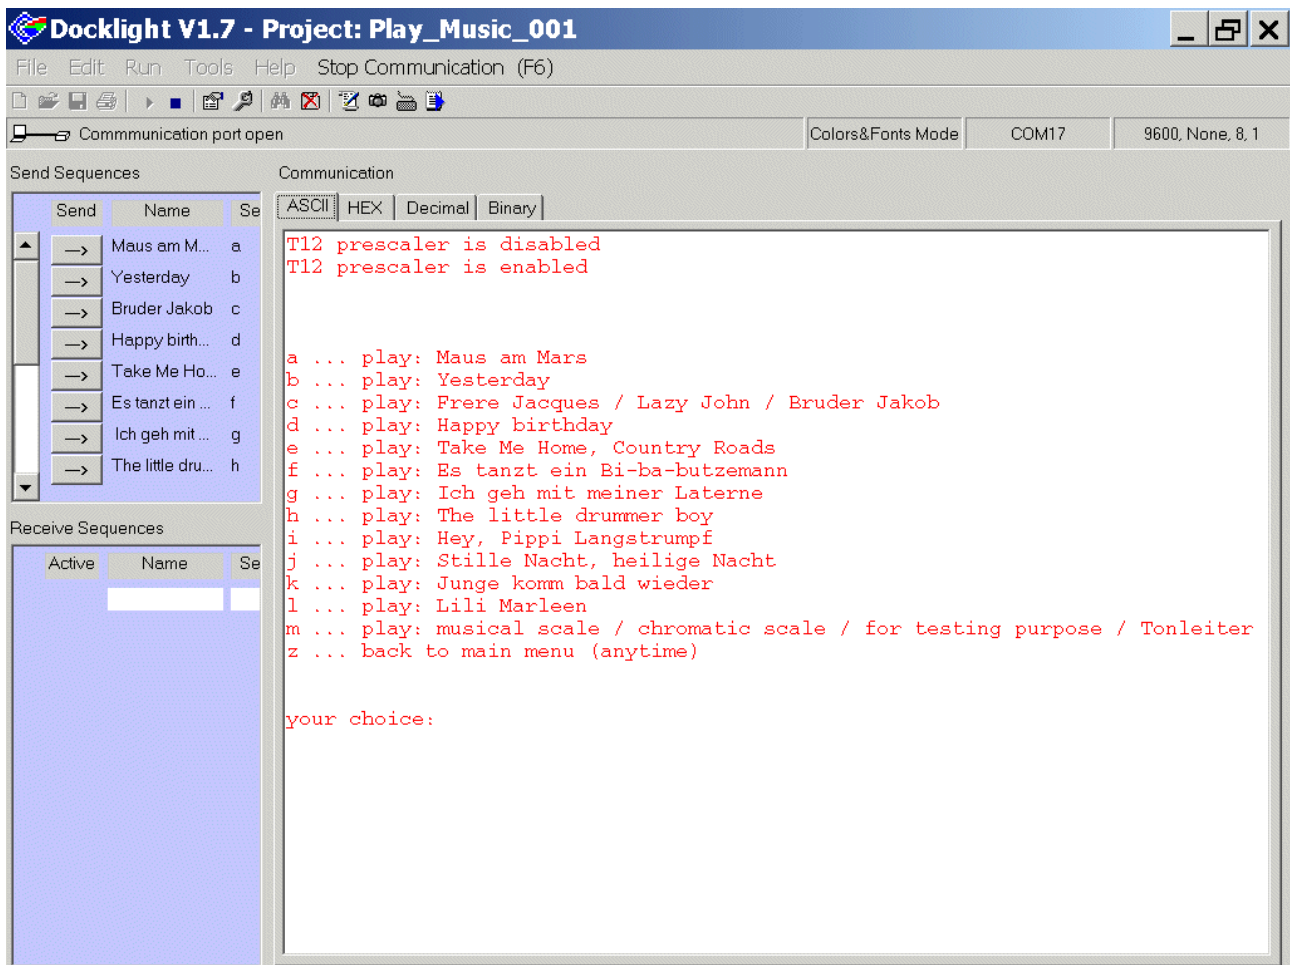 Docklight V1.7 - Project: Play_Music_001
File Edit Run Tools Help Stop Communication (F6)
Commmunication port open Colors&Fonts Mode COM17 9600, None, 8, 1
Send Sequences
Send Name Se
Maus am M... a
Yesterday b
Bruder Jakob c
Happy birth... d
Take Me Ho... e
Es tanzt ein ... f
Ich geh mit ... g
The little dru... h
Receive Sequences
Active Name Se
Communication
ASCII HEX Decimal Binary
T12 prescaler is disabled
T12 prescaler is enabled
a ... play: Maus am Mars
b ... play: Yesterday
c ... play: Frere Jacques / Lazy John / Bruder Jakob
d ... play: Happy birthday
e ... play: Take Me Home, Country Roads
f ... play: Es tanzt ein Bi-ba-butzemann
g ... play: Ich geh mit meiner Laterne
h ... play: The little drummer boy
i ... play: Hey, Pippi Langstrumpf
j ... play: Stille Nacht, heilige Nacht
k ... play: Junge komm bald wieder
l ... play: Lili Marleen
m ... play: musical scale / chromatic scale / for testing purpose / Tonleiter
z ... back to main menu (anytime)
your choice: